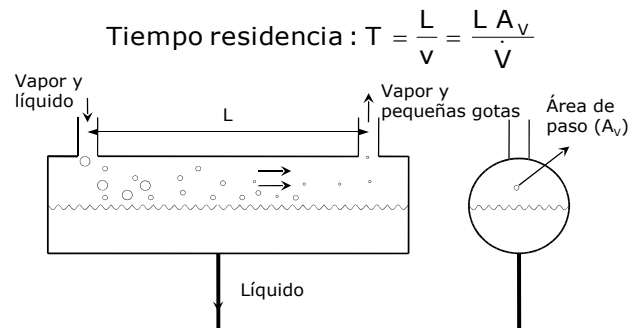 Tiempo residencia : T = L / v = L A_V / V̇
Vapor y
líquido
L
Vapor y
pequeñas gotas
Área de
paso (A_v)
Líquido